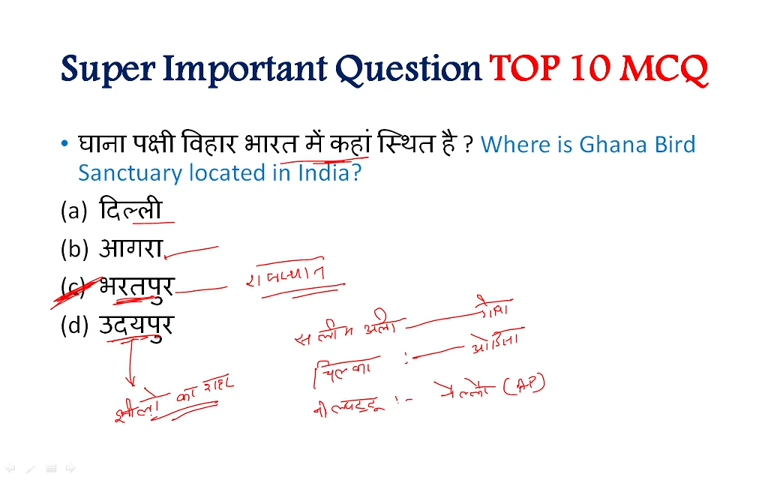 Super Important Question TOP 10 MCQ
• घाना पक्षी विहार भारत में कहां स्थित है ? Where is Ghana Bird
Sanctuary located in India?
(a) दिल्ली
(b) आगरा
(c) भरतपुर
राजस्थान
(d) उदयपुर
सलीम अली गोवा
चिल्का :- ओडिसा
:- नेल्लौर (AP)
झीलो का शहर